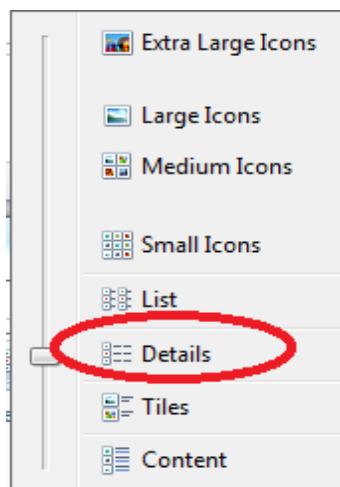 Extra Large Icons
Large Icons
Medium Icons
Small Icons
List
Details
Tiles
Content